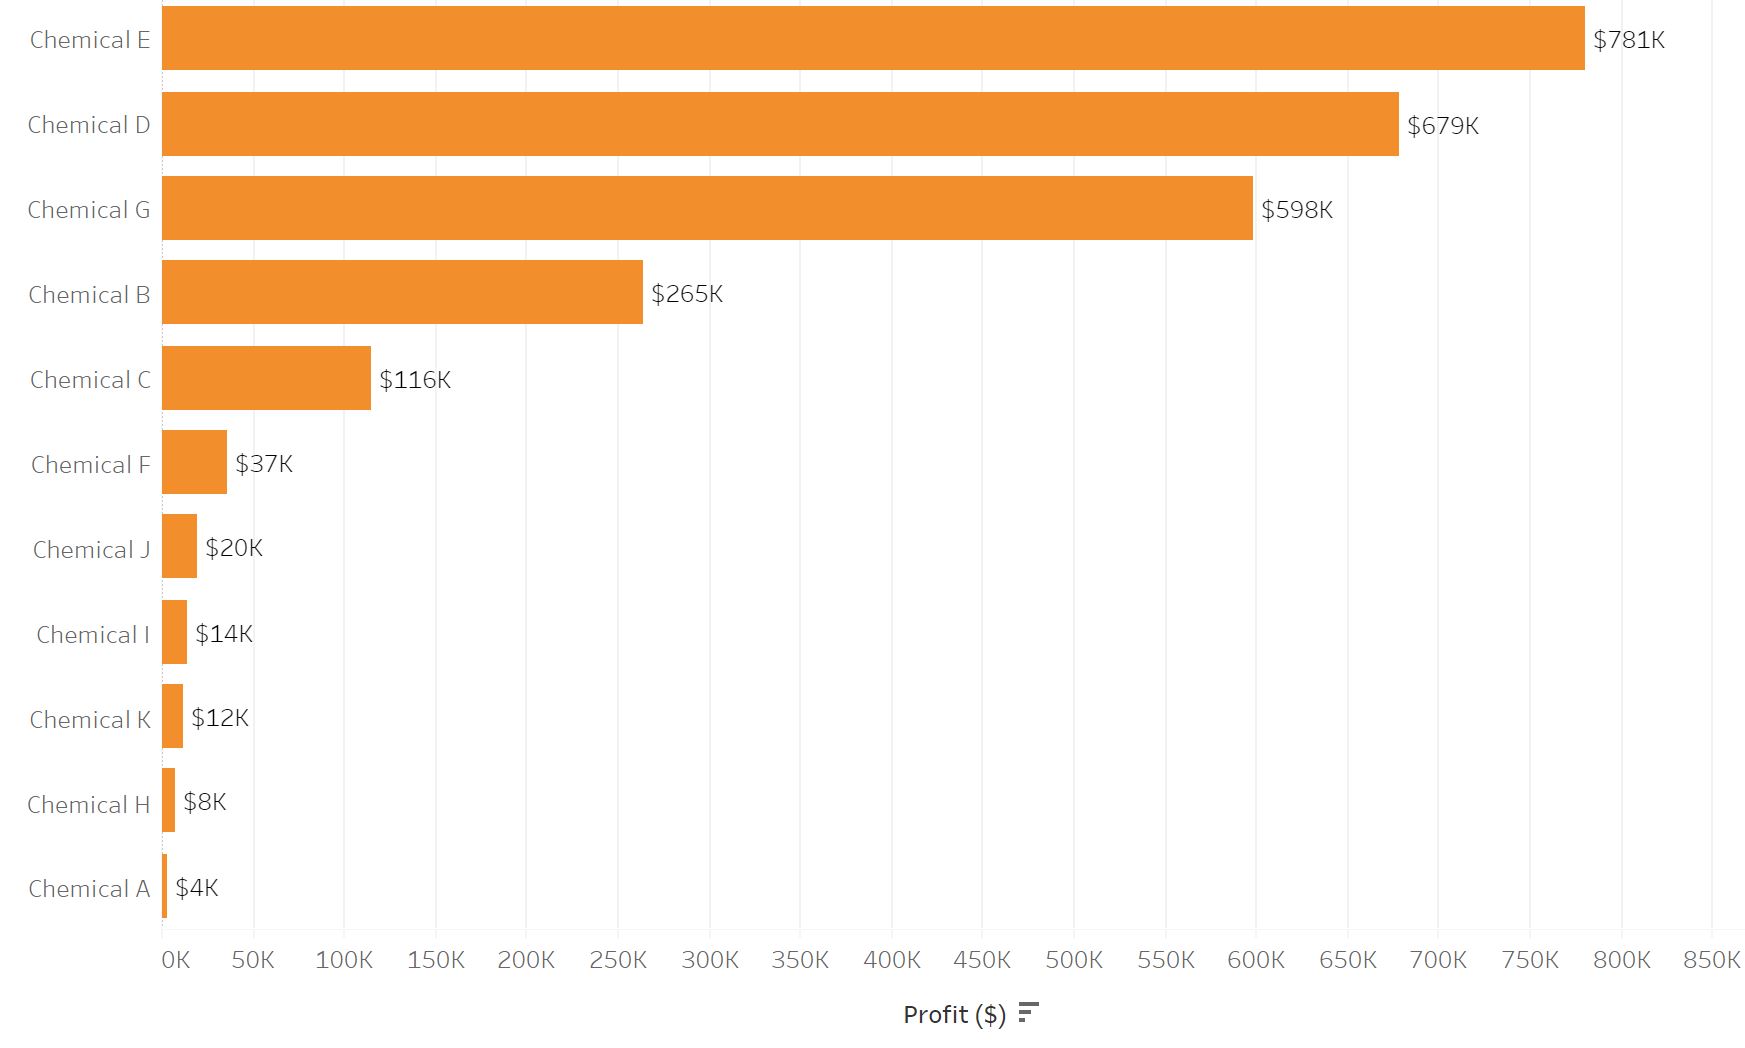 Chemical E $781K
Chemical D $679K
Chemical G $598K
Chemical B $265K
Chemical C $116K
Chemical F $37K
Chemical J $20K
Chemical I $14K
Chemical K $12K
Chemical H $8K
Chemical A $4K
0K 50K 100K 150K 200K 250K 300K 350K 400K 450K 500K 550K 600K 650K 700K 750K 800K 850K
Profit ($)